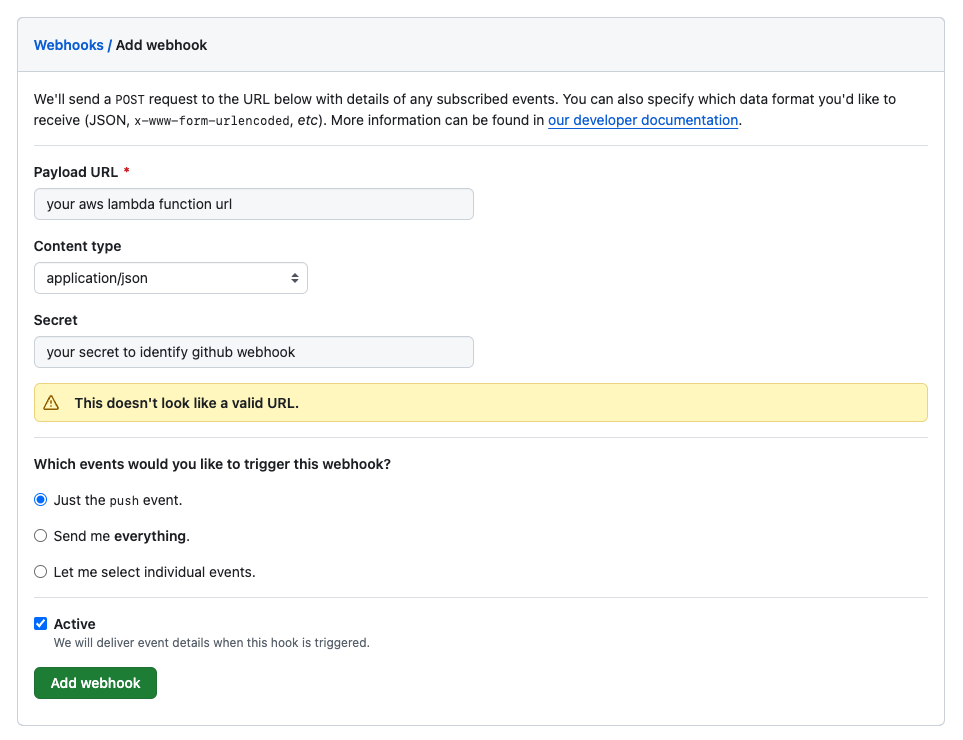 Webhooks / Add webhook
We'll send a POST request to the URL below with details of any subscribed events. You can also specify which data format you'd like to
receive (JSON, x-www-form-urlencoded, etc). More information can be found in our developer documentation.
Payload URL *
your aws lambda function url
Content type
application/json
Secret
your secret to identify github webhook
This doesn't look like a valid URL.
Which events would you like to trigger this webhook?
Just the push event.
Send me everything.
Let me select individual events.
Active
We will deliver event details when this hook is triggered.
Add webhook